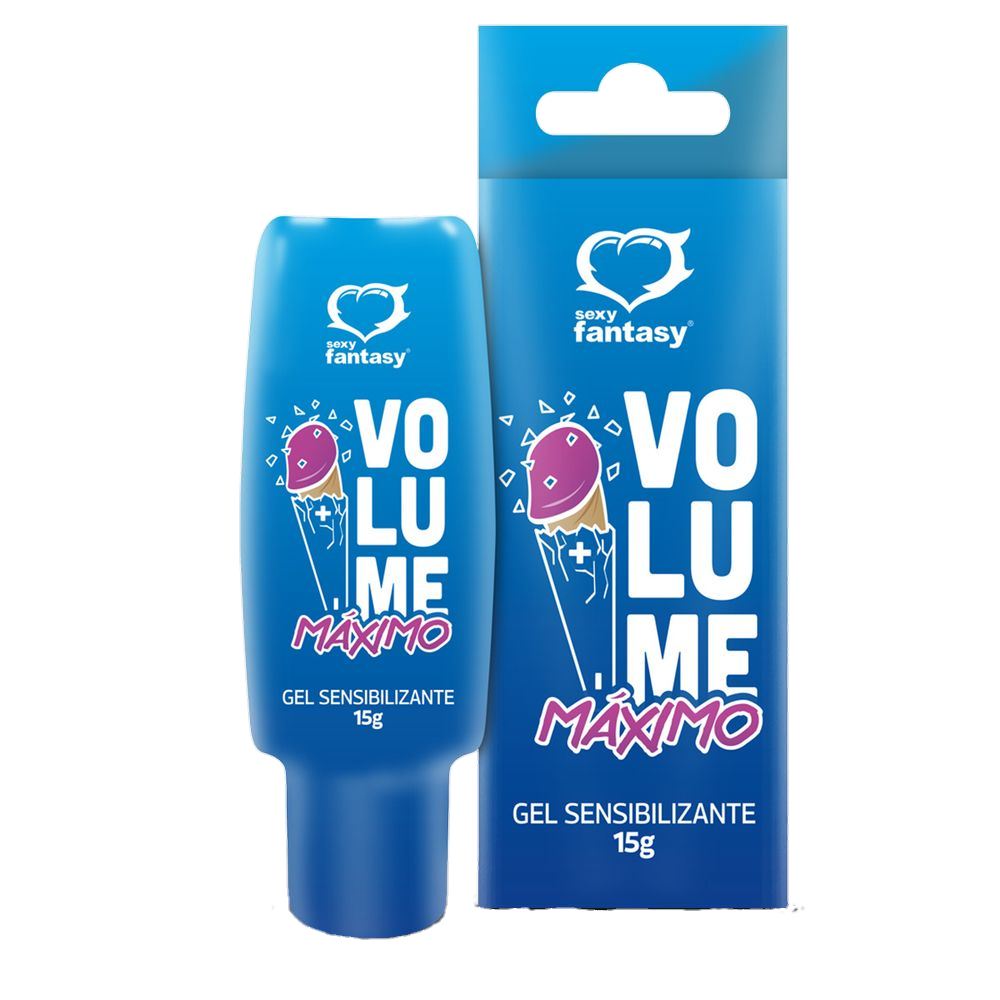 sexy
fantasy®
VO
LU
ME
MÁXIMO
GEL SENSIBILIZANTE
15g
sexy
fantasy®
VO
LU
ME
MÁXIMO
GEL SENSIBILIZANTE
15g